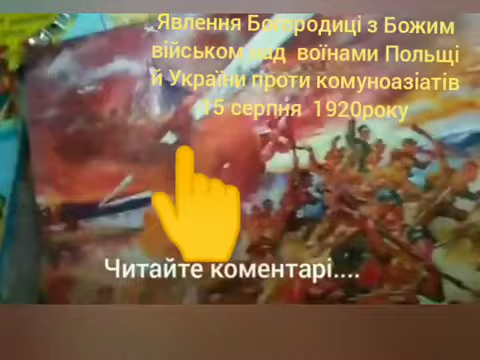 Явлення Богородиці з Божим
військом над воїнами Польщі
й України проти комуноазіатів
15 серпня 1920року
Читайте коментарі....